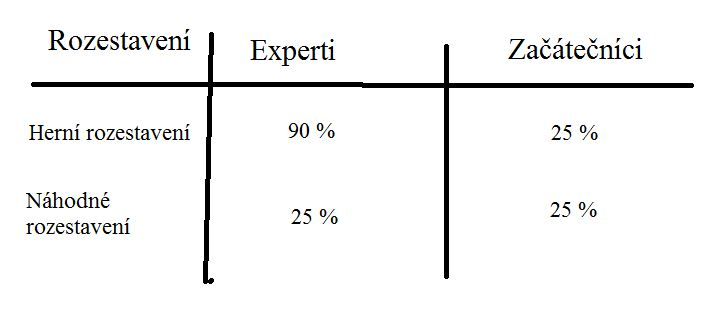 Rozestavení Experti Začátečníci
Herní rozestavení 90 % 25 %
Náhodné
rozestavení 25 % 25 %